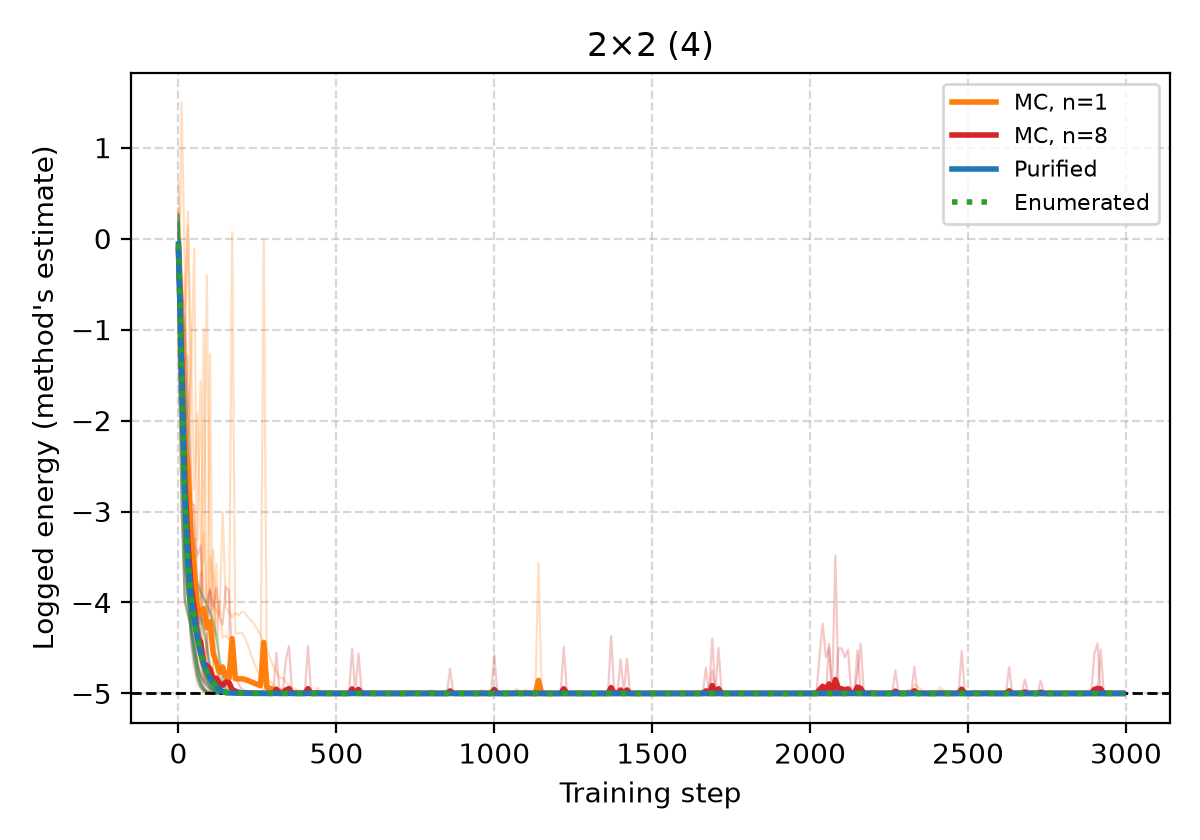 2×2 (4)
Logged energy (method's estimate)
1
0
−1
−2
−3
−4
−5
MC, n=1
MC, n=8
Purified
Enumerated
0 500 1000 1500 2000 2500 3000
Training step